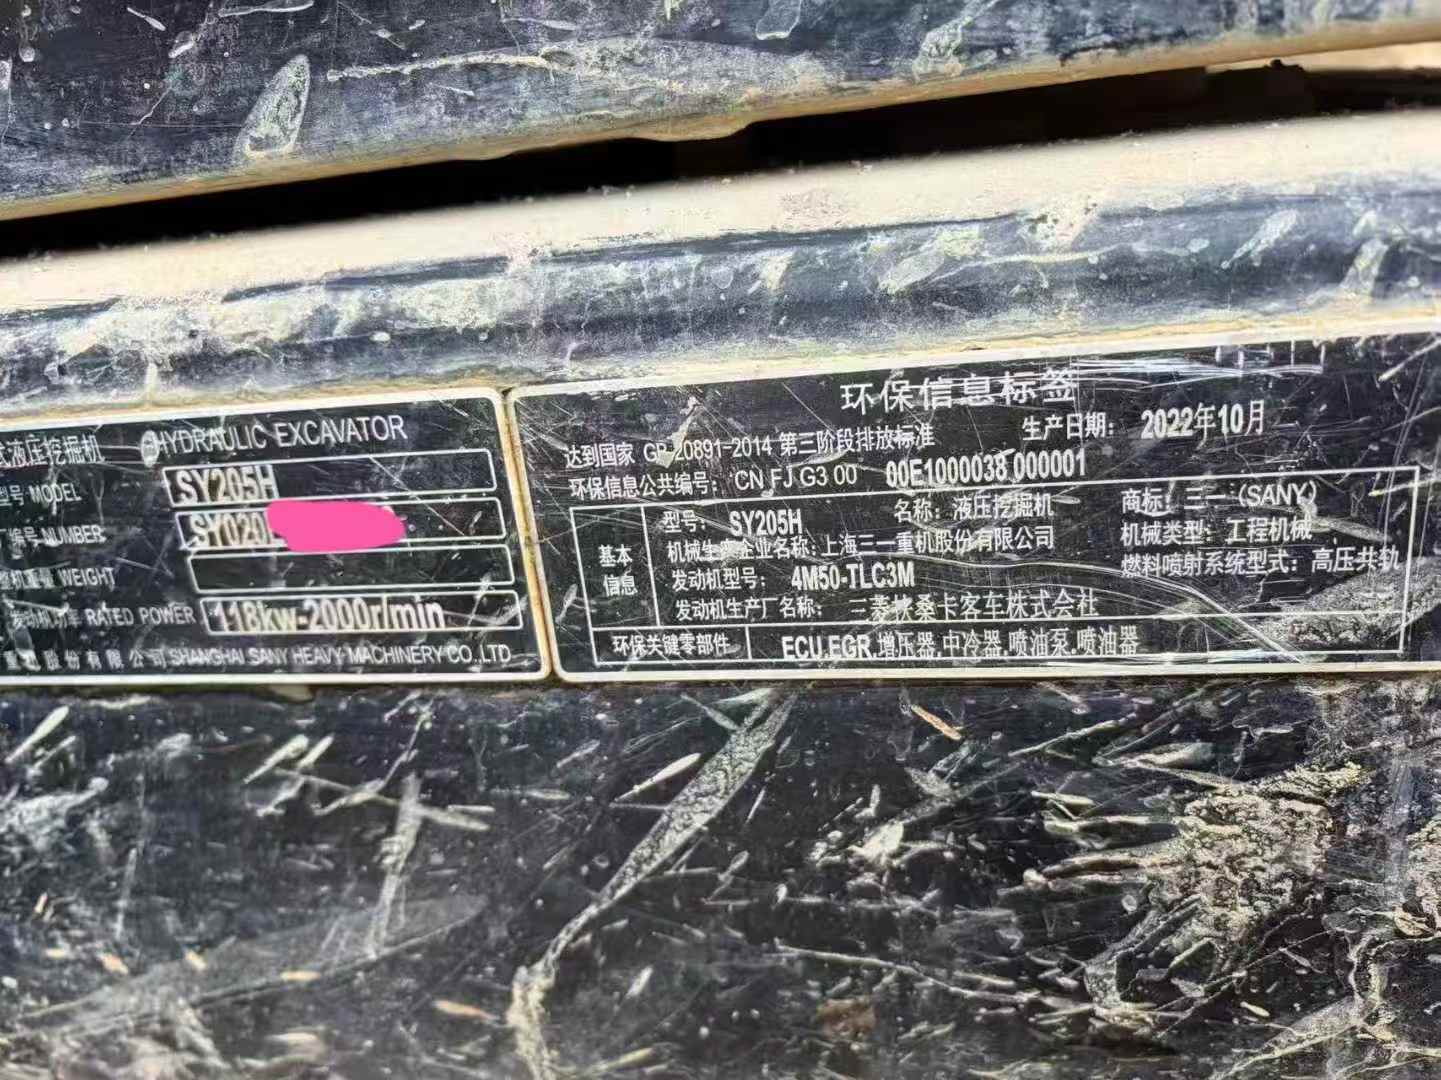 式液压挖掘机 HYDRAULIC EXCAVATOR
型号 MODEL SY205H
编号 NUMBER SY020
整机重量 WEIGHT
发动机功率 RATED POWER 118kw-2000r/min
重机股份有限公司 SHANGHAI SANY HEAVY MACHINERY CO.,LTD
环保信息标签
达到国家 GB 20891-2014 第三阶段排放标准 生产日期: 2022年10月
环保信息公共编号: CN FJ G3 00 00E1000038 000001
基本信息
型号: SY205H 名称: 液压挖掘机 商标: 三一 (SANY)
机械生产企业名称: 上海三一重机股份有限公司 机械类型: 工程机械
发动机型号: 4M50-TLC3M 燃料喷射系统型式: 高压共轨
发动机生产厂名称: 三菱扶桑卡客车株式会社
环保关键零部件 ECU.EGR.增压器.中冷器.喷油泵.喷油器